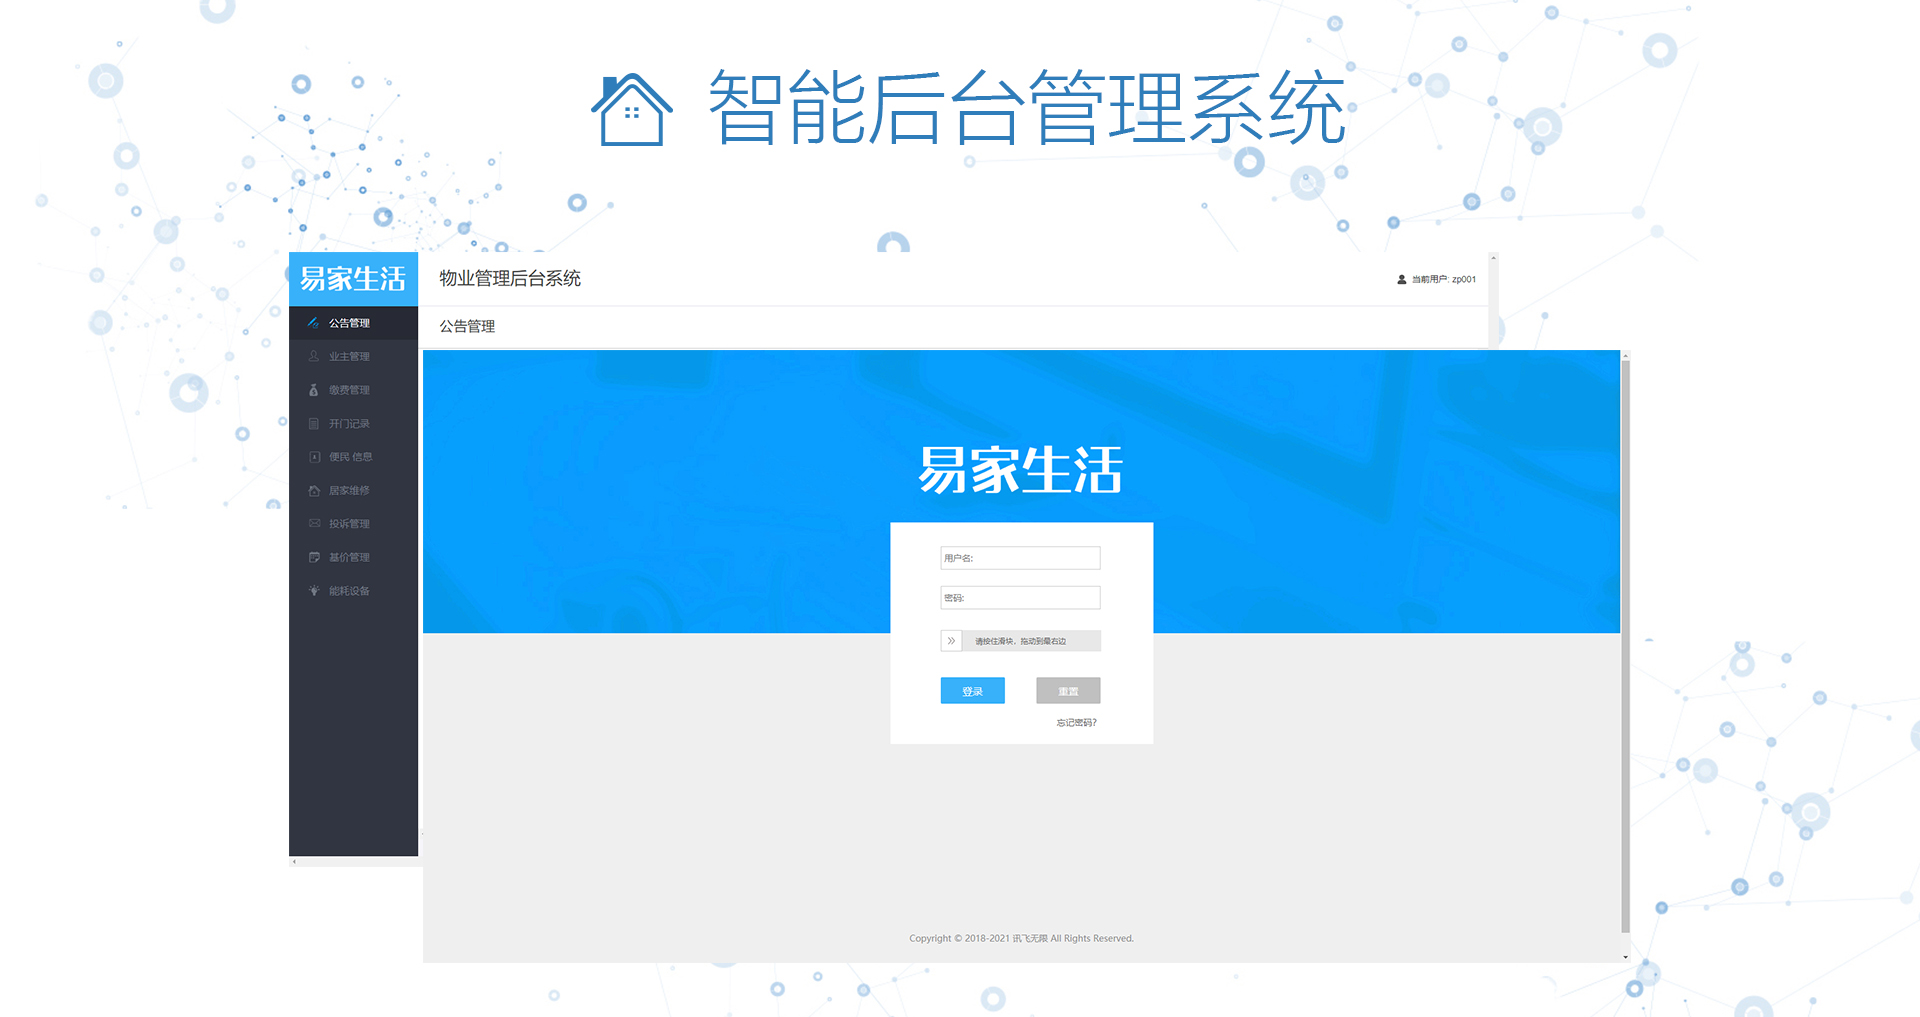 智能后台管理系统
易家生活
物业管理后台系统
当前用户: zp001
公告管理
公告管理
业主管理
缴费管理
开门记录
便民 信息
居家维修
投诉管理
基价管理
能耗设备
易家生活
用户名:
密码:
请按住滑块，拖动到最右边
登录
重置
忘记密码?
Copyright © 2018-2021 讯飞无限 All Rights Reserved.